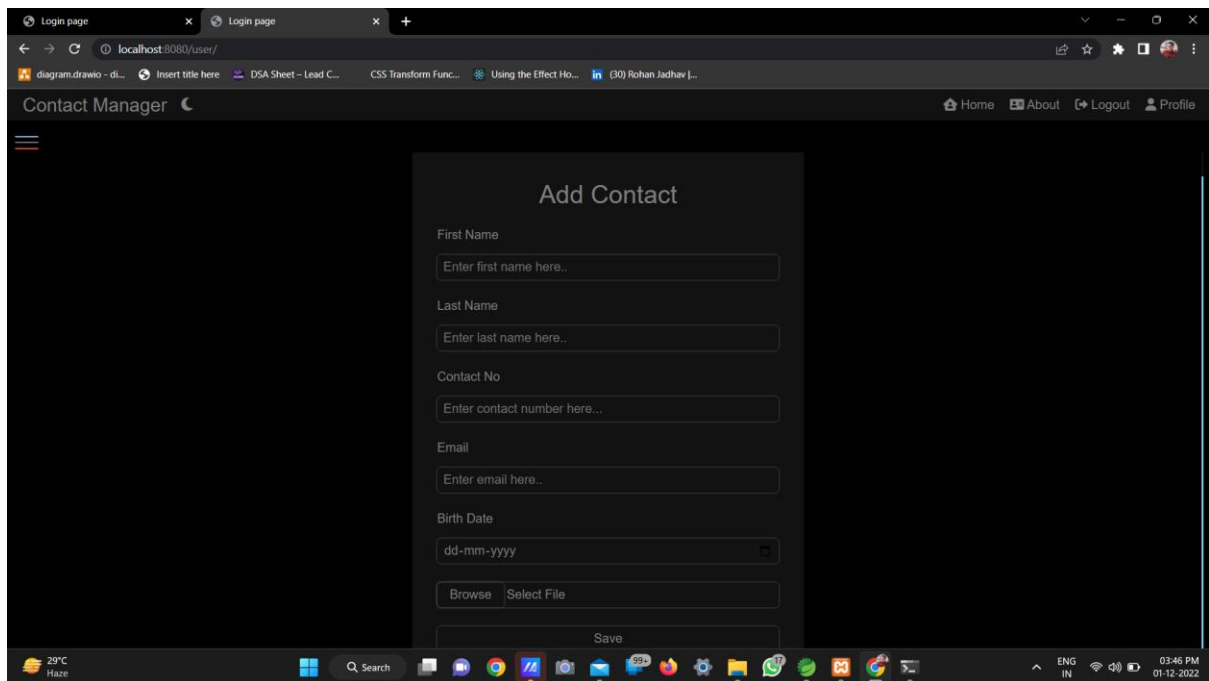 Login page
Login page
localhost:8080/user/
diagram.drawio - di...
Insert title here
DSA Sheet – Lead C...
CSS Transform Func...
Using the Effect Ho...
in (30) Rohan Jadhav |...
Contact Manager
Home
About
Logout
Profile
Add Contact
First Name
Enter first name here..
Last Name
Enter last name here..
Contact No
Enter contact number here...
Email
Enter email here..
Birth Date
dd-mm-yyyy
Browse Select File
Save
29°C
Haze
Search
99+
17
ENG
IN
03:46 PM
01-12-2022